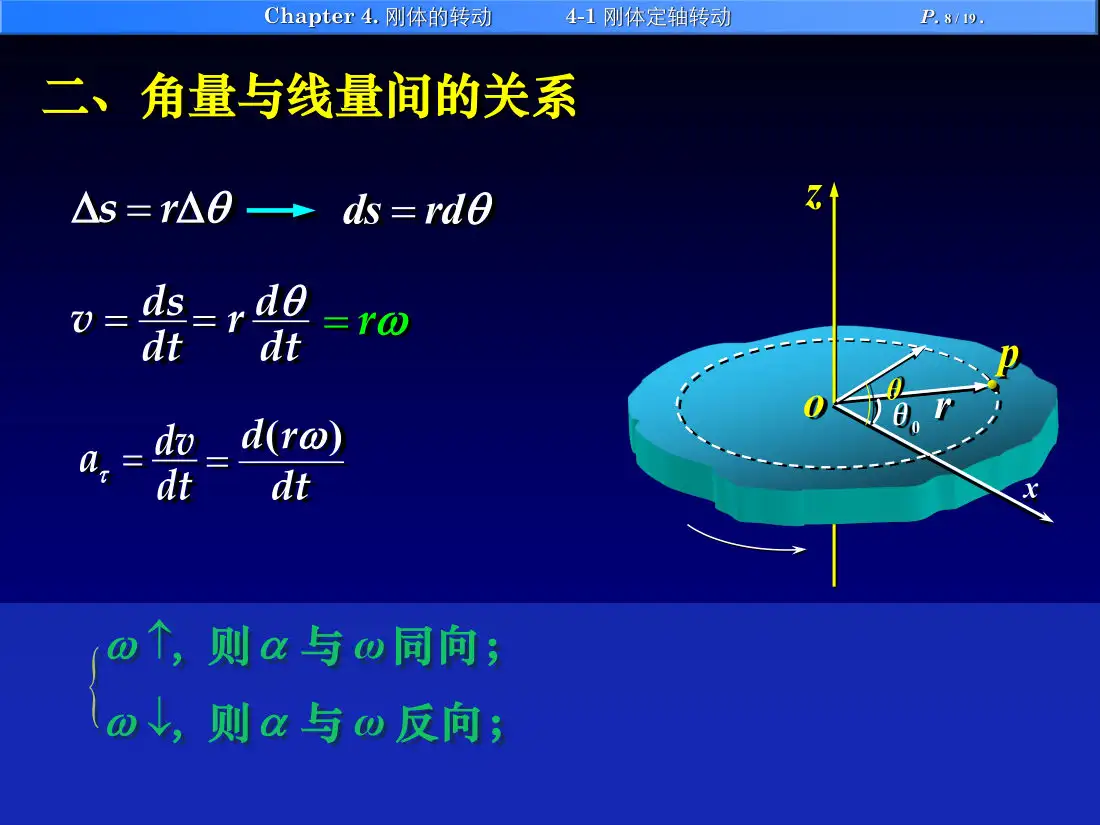 Chapter 4. 刚体的转动 4-1 刚体定轴转动 P. 8 / 19 .
二、角量与线量间的关系
Δs = rΔθ → ds = rdθ
v = ds/dt = r dθ/dt = rω
a_τ = dv/dt = d(rω)/dt
z
p
o
θ
θ₀
r
x
ω ↑, 则 α 与 ω 同向；
ω ↓, 则 α 与 ω 反向；